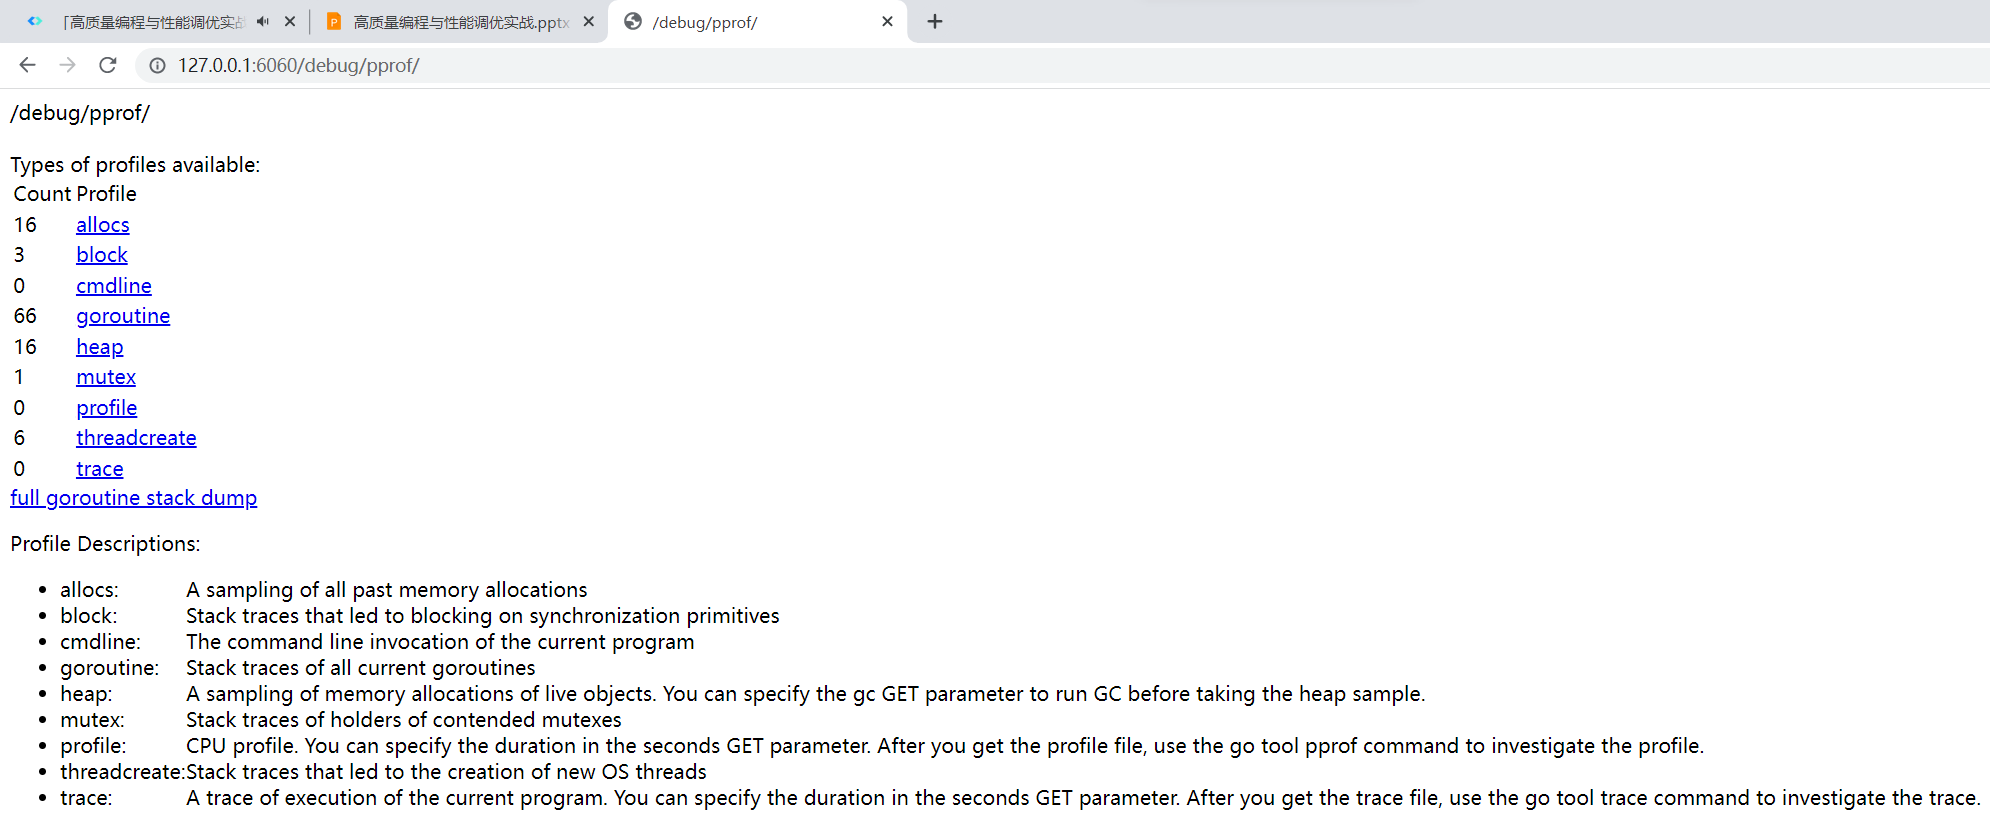 「高质量编程与性能调优实战
高质量编程与性能调优实战.pptx
/debug/pprof/
127.0.0.1:6060/debug/pprof/
/debug/pprof/
Types of profiles available:
Count Profile
16 allocs
3 block
0 cmdline
66 goroutine
16 heap
1 mutex
0 profile
6 threadcreate
0 trace
full goroutine stack dump
Profile Descriptions:
• allocs: A sampling of all past memory allocations
• block: Stack traces that led to blocking on synchronization primitives
• cmdline: The command line invocation of the current program
• goroutine: Stack traces of all current goroutines
• heap: A sampling of memory allocations of live objects. You can specify the gc GET parameter to run GC before taking the heap sample.
• mutex: Stack traces of holders of contended mutexes
• profile: CPU profile. You can specify the duration in the seconds GET parameter. After you get the profile file, use the go tool pprof command to investigate the profile.
• threadcreate: Stack traces that led to the creation of new OS threads
• trace: A trace of execution of the current program. You can specify the duration in the seconds GET parameter. After you get the trace file, use the go tool trace command to investigate the trace.